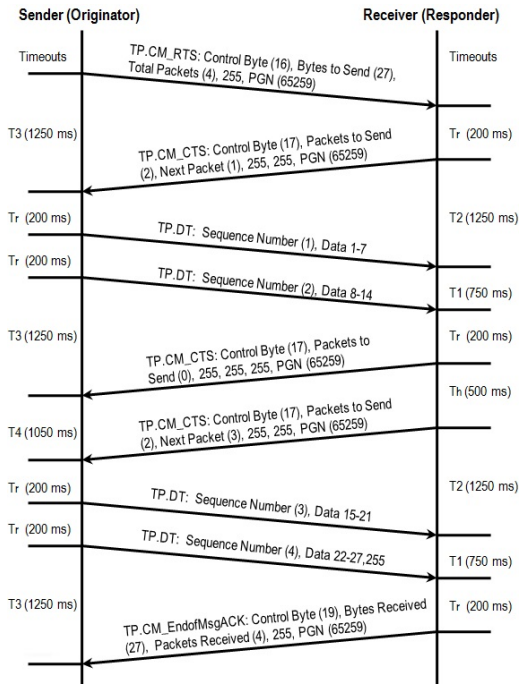 Sender (Originator)
Receiver (Responder)
Timeouts
Timeouts
TP.CM_RTS: Control Byte (16), Bytes to Send (27),
Total Packets (4), 255, PGN (65259)
T3 (1250 ms)
Tr (200 ms)
TP.CM_CTS: Control Byte (17), Packets to Send
(2), Next Packet (1), 255, 255, PGN (65259)
Tr (200 ms)
T2 (1250 ms)
TP.DT: Sequence Number (1), Data 1-7
Tr (200 ms)
TP.DT: Sequence Number (2), Data 8-14
T1 (750 ms)
T3 (1250 ms)
Tr (200 ms)
TP.CM_CTS: Control Byte (17), Packets to
Send (0), 255, 255, 255, PGN (65259)
Th (500 ms)
TP.CM_CTS: Control Byte (17), Packets to Send
(2), Next Packet (3), 255, 255, PGN (65259)
T4 (1050 ms)
Tr (200 ms)
T2 (1250 ms)
TP.DT: Sequence Number (3), Data 15-21
Tr (200 ms)
TP.DT: Sequence Number (4), Data 22-27,255
T1 (750 ms)
T3 (1250 ms)
Tr (200 ms)
TP.CM_EndofMsgACK: Control Byte (19), Bytes Received
(27), Packets Received (4), 255, PGN (65259)